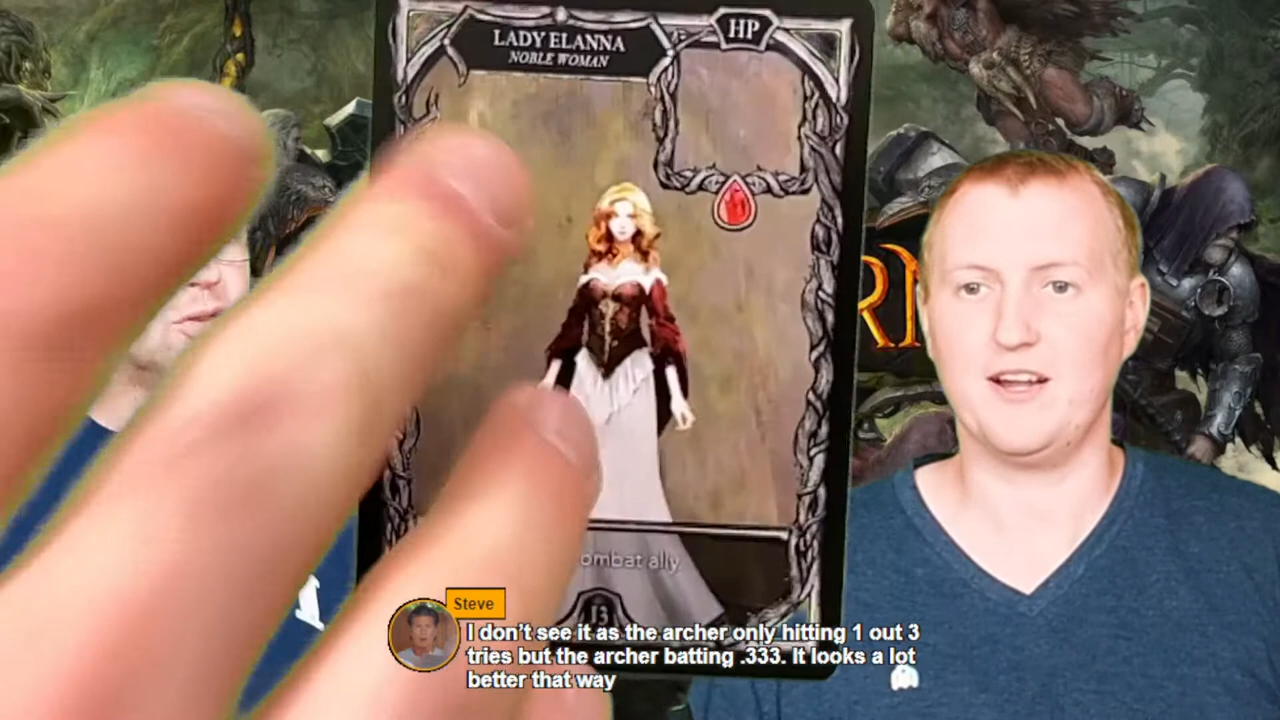 LADY ELANNA
NOBLE WOMAN
HP
ombat ally.
13
Steve
I don't see it as the archer only hitting 1 out 3
tries but the archer batting .333. It looks a lot
better that way